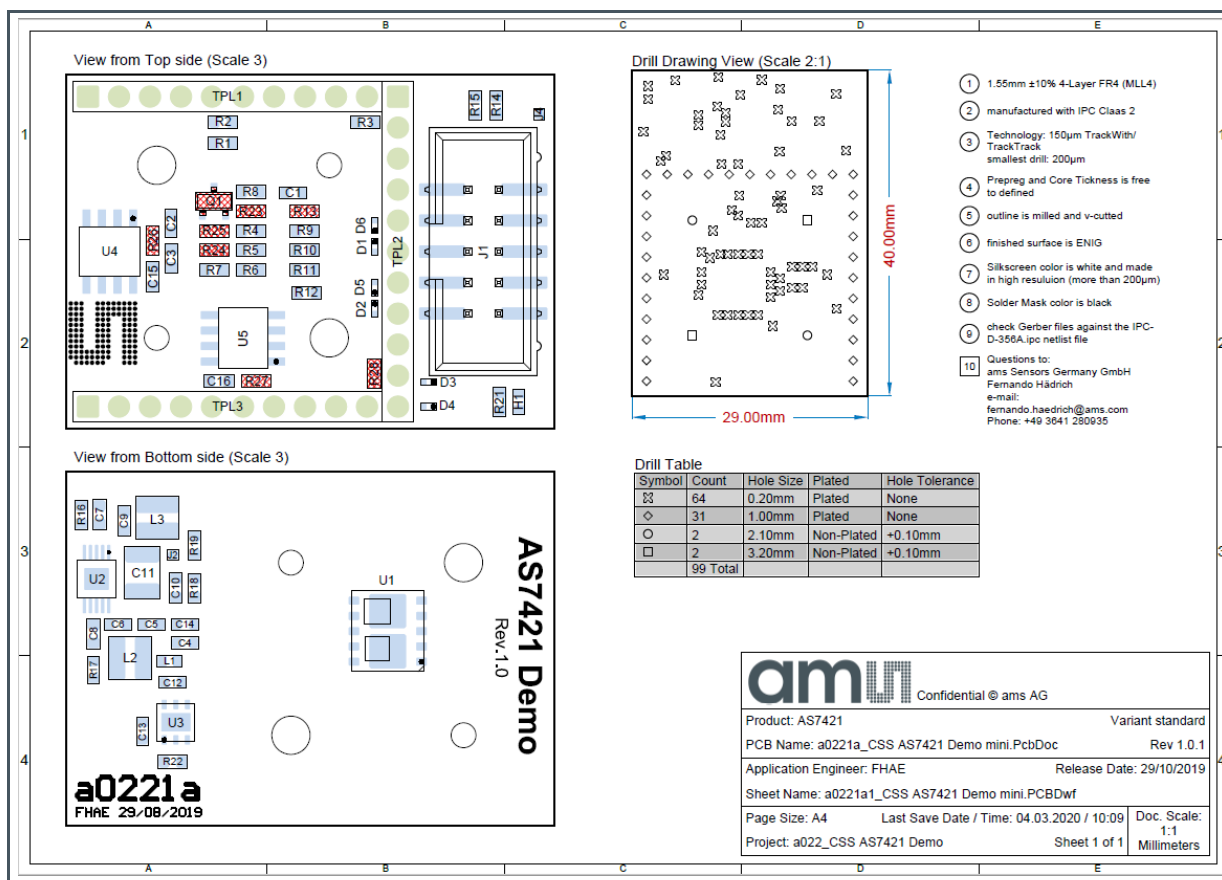 A B C D E
View from Top side (Scale 3)
TPL1
R2
R1
R3
R15
R14
J4
R8
C1
Q1
R23
R13
C2
R25
R4
R9
D6
U4
R26
R24
R5
R10
D1
C3
TPL2
J1
C15
R7
R6
R11
R12
D5
D2
U5
C16
R27
R28
D3
D4
R21
H1
TPL3
Drill Drawing View (Scale 2:1)
40.00mm
29.00mm
1 1.55mm ±10% 4-Layer FR4 (MLL4)
2 manufactured with IPC Claas 2
3 Technology: 150µm TrackWith/
TrackTrack
smallest drill: 200µm
4 Prepreg and Core Tickness is free
to defined
5 outline is milled and v-cutted
6 finished surface is ENIG
7 Silkscreen color is white and made
in high resuluion (more than 200µm)
8 Solder Mask color is black
9 check Gerber files against the IPC-
D-356A.ipc netlist file
10 Questions to:
ams Sensors Germany GmbH
Fernando Hädrich
e-mail:
fernando.haedrich@ams.com
Phone: +49 3641 280935
Drill Table
Symbol Count Hole Size Plated Hole Tolerance
64 0.20mm Plated None
31 1.00mm Plated None
2 2.10mm Non-Plated +0.10mm
2 3.20mm Non-Plated +0.10mm
99 Total
View from Bottom side (Scale 3)
R16
C7
C9
L3
R19
J2
U2
C11
C10
R18
U1
C8
C6
C5
C14
C4
R17
L2
L1
C12
C13
U3
R22
AS7421 Demo
Rev.1.0
a0221a
FHAE 29/08/2019
am
Confidential © ams AG
Product: AS7421 Variant standard
PCB Name: a0221a_CSS AS7421 Demo mini.PcbDoc Rev 1.0.1
Application Engineer: FHAE Release Date: 29/10/2019
Sheet Name: a0221a1_CSS AS7421 Demo mini.PCBDwf
Page Size: A4 Last Save Date / Time: 04.03.2020 / 10:09 Doc. Scale:
1:1
Project: a022_CSS AS7421 Demo Sheet 1 of 1 Millimeters
1
2
3
4
1
2
3
4
A B C D E